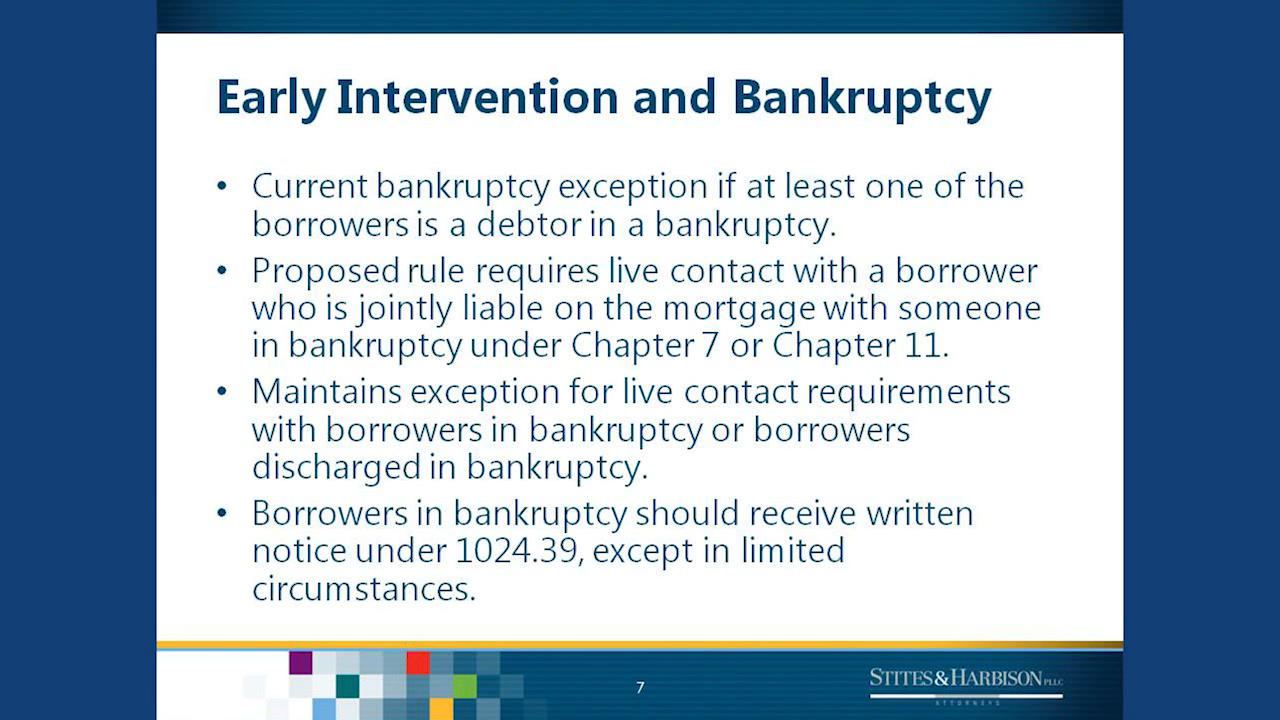 Early Intervention and Bankruptcy
• Current bankruptcy exception if at least one of the
borrowers is a debtor in a bankruptcy.
• Proposed rule requires live contact with a borrower
who is jointly liable on the mortgage with someone
in bankruptcy under Chapter 7 or Chapter 11.
• Maintains exception for live contact requirements
with borrowers in bankruptcy or borrowers
discharged in bankruptcy.
• Borrowers in bankruptcy should receive written
notice under 1024.39, except in limited
circumstances.
7
STITES & HARBISON PLLC
ATTORNEYS